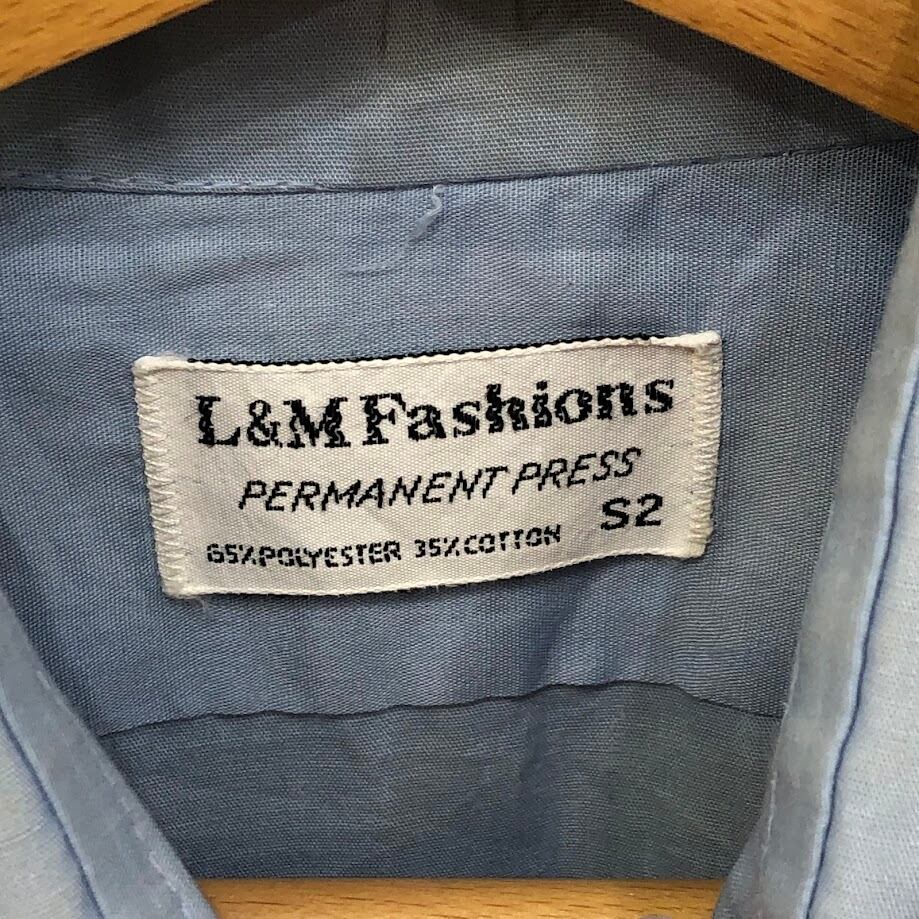 L&M Fashions
PERMANENT PRESS
S2
65%POLYESTER 35%COTTON